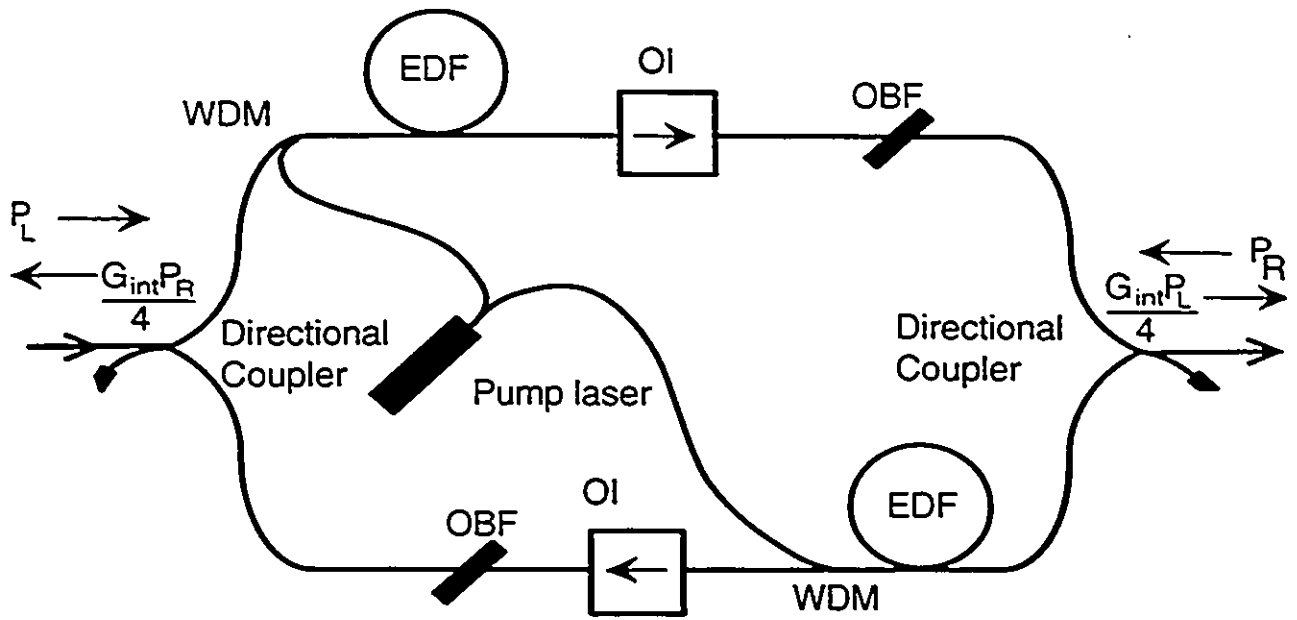 EDF
OI
OBF
WDM
P_L
G_int P_R
4
Directional
Coupler
Pump laser
Directional
Coupler
P_R
G_int P_L
4
OBF
OI
EDF
WDM